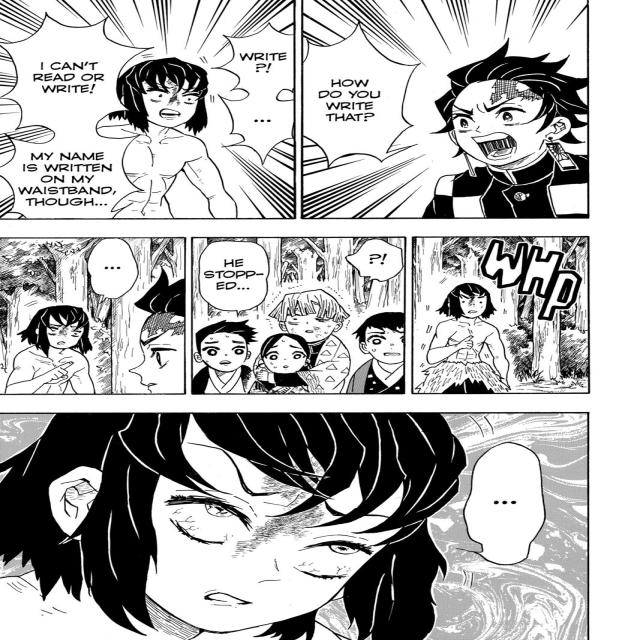 HOW
DO YOU
WRITE
THAT?
WRITE
?!
...
I CAN'T
READ OR
WRITE!
MY NAME
IS WRITTEN
ON MY
WAISTBAND,
THOUGH...
WHP
?!
HE
STOPP-
ED...
...
...